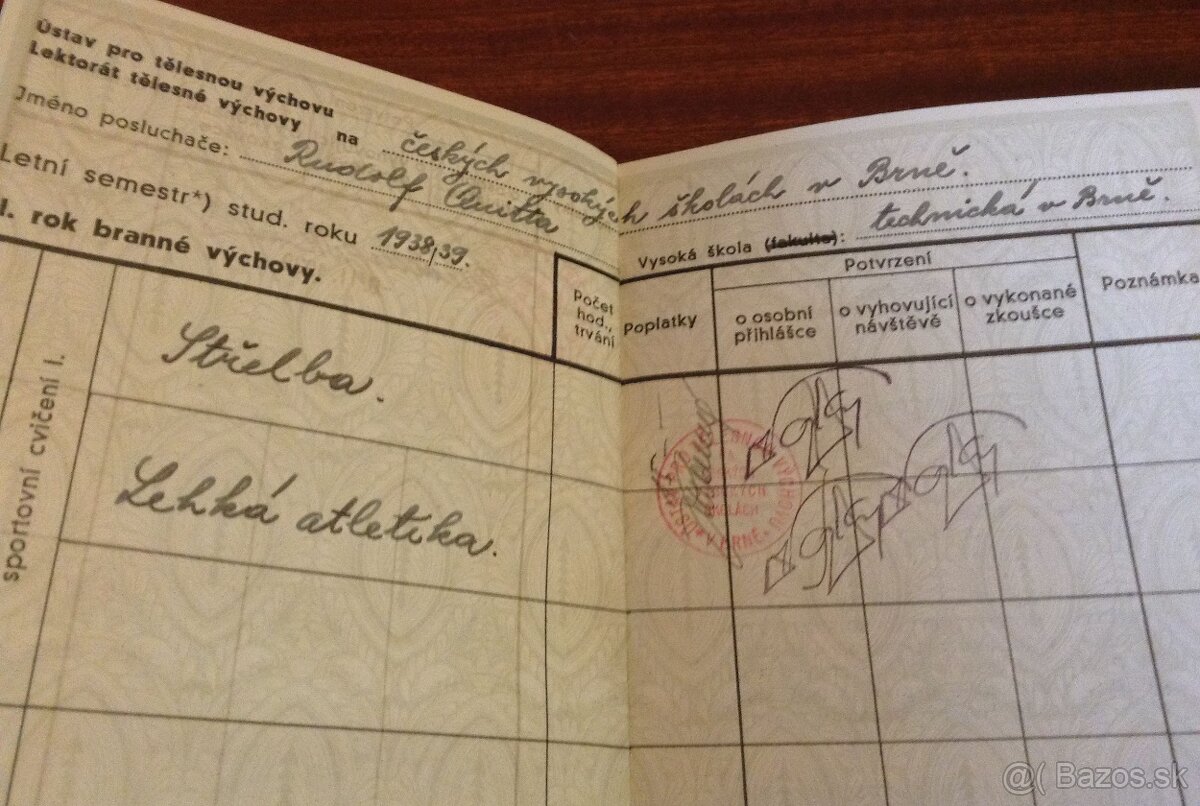 Ústav pro tělesnou výchovu
Lektorát tělesné výchovy na českých vysokých školách v Brně.
Jméno posluchače: Rudolf Quitta
Vysoká škola (fakulta): technická v Brně.
Letní semestr*) stud. roku 1938/39.
I. rok branné výchovy.
Počet hod., trvání
Poplatky
Potvrzení
o osobní přihlášce
o vyhovující návštěvě
o vykonané zkoušce
Poznámka
sportovní cvičení I.
Střelba.
Lehká atletika.
@( Bazos.sk